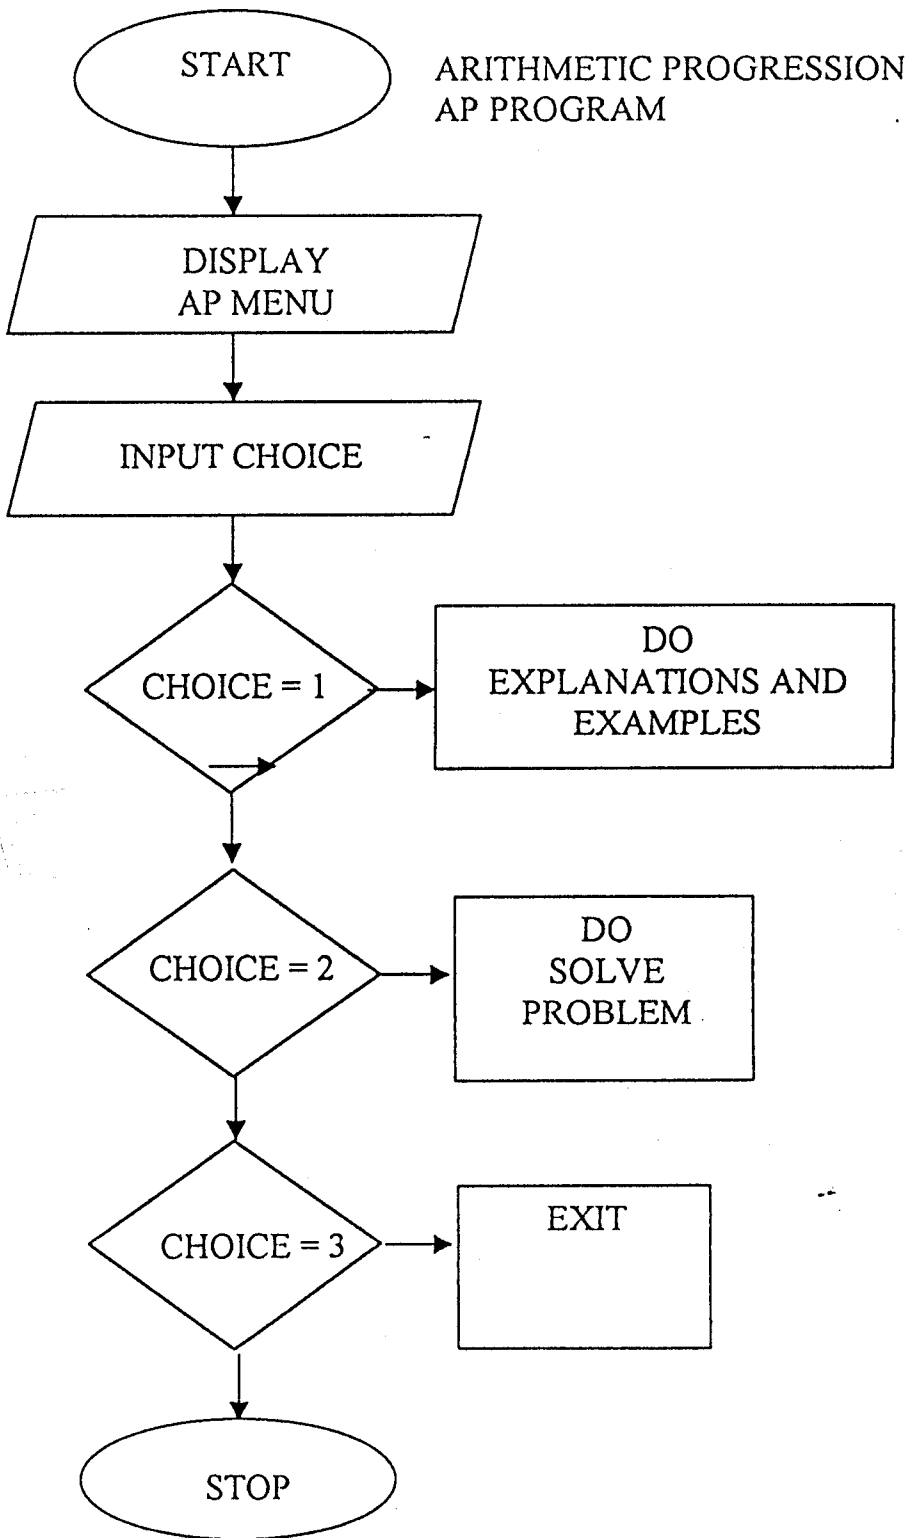 START
ARITHMETIC PROGRESSION
AP PROGRAM
DISPLAY
AP MENU
INPUT CHOICE
CHOICE = 1
DO
EXPLANATIONS AND
EXAMPLES
CHOICE = 2
DO
SOLVE
PROBLEM
CHOICE = 3
EXIT
STOP